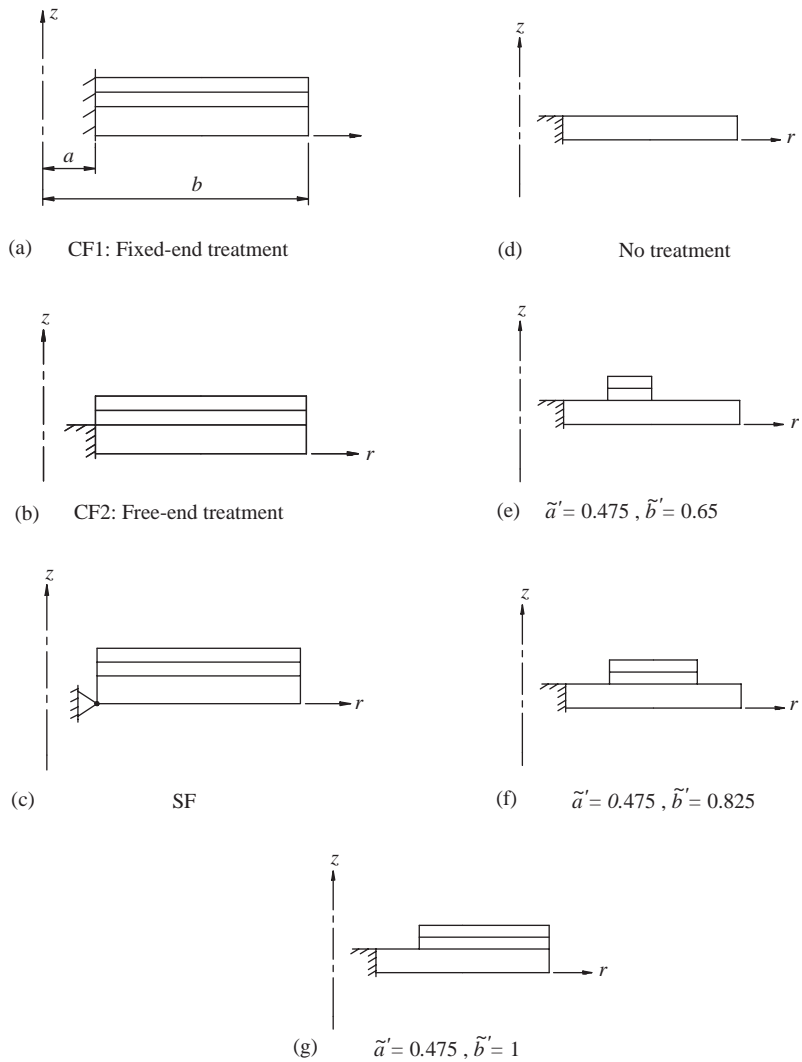 z
a
b
(a) CF1: Fixed-end treatment
z
r
(d) No treatment
z
r
(b) CF2: Free-end treatment
z
r
(e) ã′= 0.475 , b̃′= 0.65
z
r
(c) SF
z
r
(f) ã′= 0.475 , b̃′= 0.825
z
r
(g) ã′= 0.475 , b̃′= 1